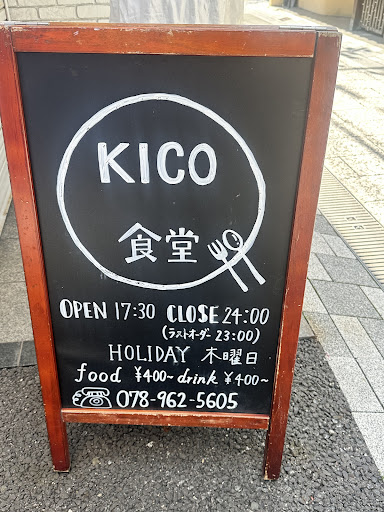 KICO
食堂
OPEN 17:30 CLOSE 24:00
(ラストオーダー 23:00)
HOLIDAY 木曜日
food ¥400~ drink ¥400~
078-962-5605